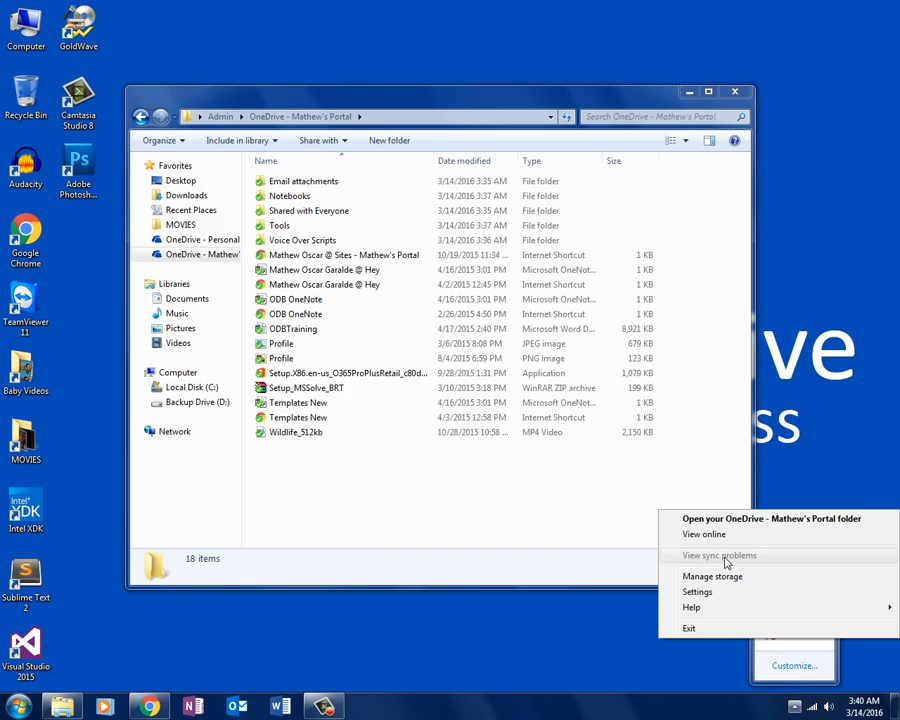 Computer
GoldWave
Recycle Bin
Camtasia
Studio 8
Audacity
Adobe
Photosh...
Google
Chrome
TeamViewer
11
Baby Videos
MOVIES
Intel XDK
Sublime Text
2
Visual Studio
2015
Admin
OneDrive - Mathew's Portal
Search OneDrive - Mathew's Portal
Organize
Include in library
Share with
New folder
Favorites
Desktop
Downloads
Recent Places
MOVIES
OneDrive - Personal
OneDrive - Mathew'
Libraries
Documents
Music
Pictures
Videos
Computer
Local Disk (C:)
Backup Drive (D:)
Network
Name Date modified Type Size
Email attachments 3/14/2016 3:35 AM File folder
Notebooks 3/14/2016 3:37 AM File folder
Shared with Everyone 3/14/2016 3:35 AM File folder
Tools 3/14/2016 3:37 AM File folder
Voice Over Scripts 3/14/2016 3:36 AM File folder
Mathew Oscar @ Sites - Mathew's Portal 10/19/2015 11:34 ... Internet Shortcut 1 KB
Mathew Oscar Garalde @ Hey 4/16/2015 3:01 PM Microsoft OneNot... 1 KB
Mathew Oscar Garalde @ Hey 4/2/2015 12:45 PM Internet Shortcut 1 KB
ODB OneNote 4/16/2015 3:01 PM Microsoft OneNot... 1 KB
ODB OneNote 2/26/2015 4:50 PM Internet Shortcut 1 KB
ODBTraining 4/17/2015 2:40 PM Microsoft Word D... 8,921 KB
Profile 3/6/2015 8:08 PM JPEG image 679 KB
Profile 8/4/2015 6:59 PM PNG image 123 KB
Setup.X86.en-us_O365ProPlusRetail_c80d... 9/28/2015 1:31 PM Application 1,079 KB
Setup_MSSolve_BRT 3/10/2015 3:18 PM WinRAR ZIP archive 199 KB
Templates New 4/16/2015 3:01 PM Microsoft OneNot... 1 KB
Templates New 4/3/2015 12:58 PM Internet Shortcut 1 KB
Wildlife_512kb 10/28/2015 10:58 ... MP4 Video 2,150 KB
18 items
ve
ss
Open your OneDrive - Mathew's Portal folder
View online
View sync problems
Manage storage
Settings
Help
Exit
Customize...
3:40 AM
3/14/2016